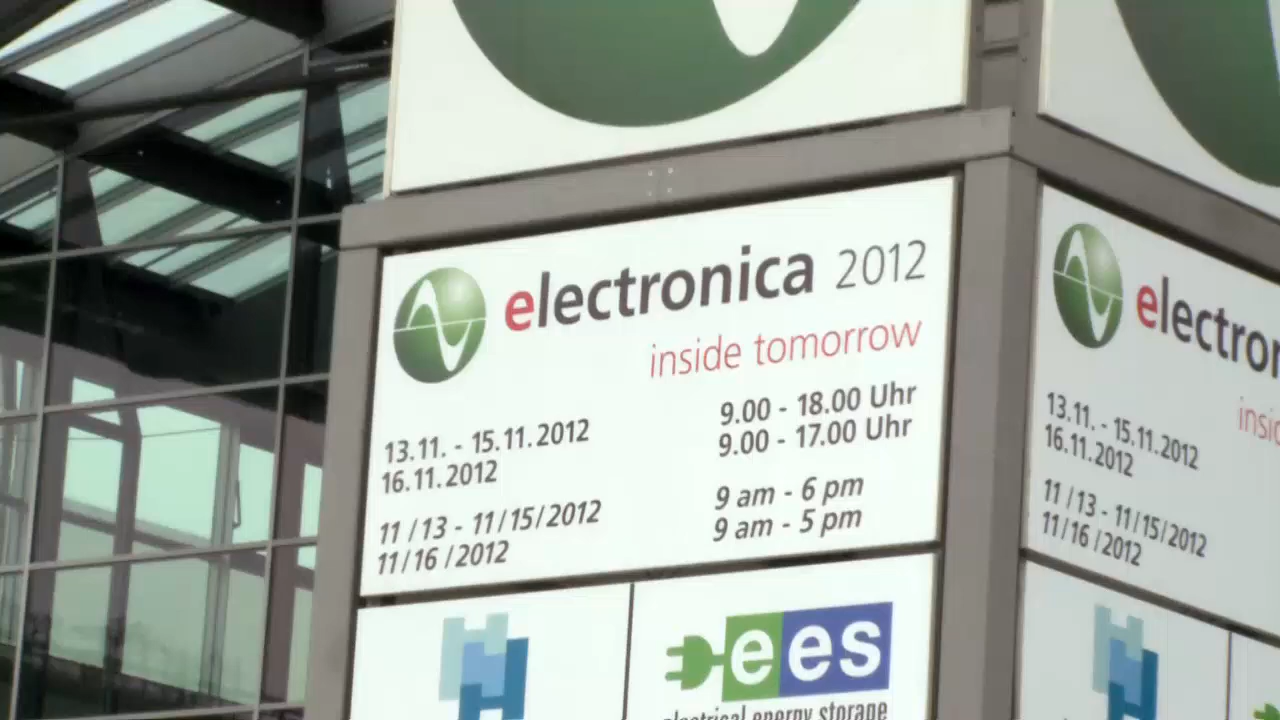 electronica 2012
inside tomorrow
13.11. - 15.11.2012 9.00 - 18.00 Uhr
16.11.2012 9.00 - 17.00 Uhr
11/13 - 11/15/2012 9 am - 6 pm
11/16/2012 9 am - 5 pm
ees
electrical energy storage
electron
13.11. - 15.11.2012
16.11.2012
11/13 - 11/15/2012
11/16/2012